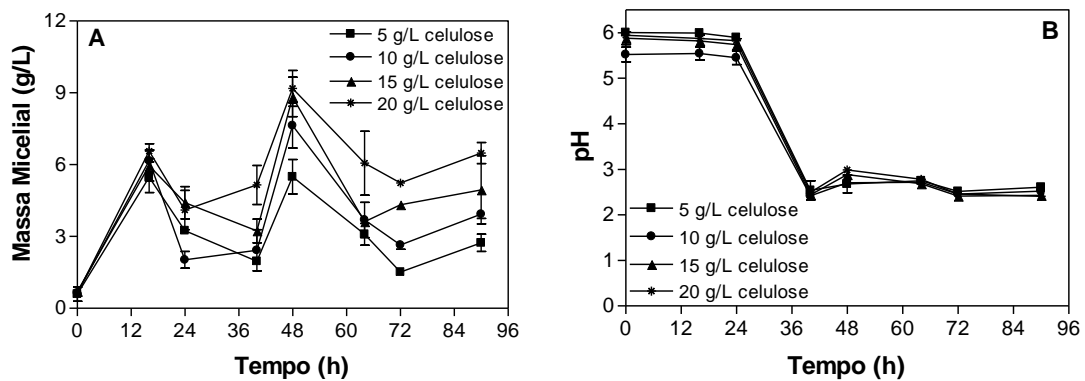 A
5 g/L celulose
10 g/L celulose
15 g/L celulose
20 g/L celulose
12
9
6
3
0
Massa Micelial (g/L)
0 12 24 36 48 60 72 84 96
Tempo (h)
B
6
5
4
3
2
1
0
pH
5 g/L celulose
10 g/L celulose
15 g/L celulose
20 g/L celulose
0 12 24 36 48 60 72 84 96
Tempo (h)